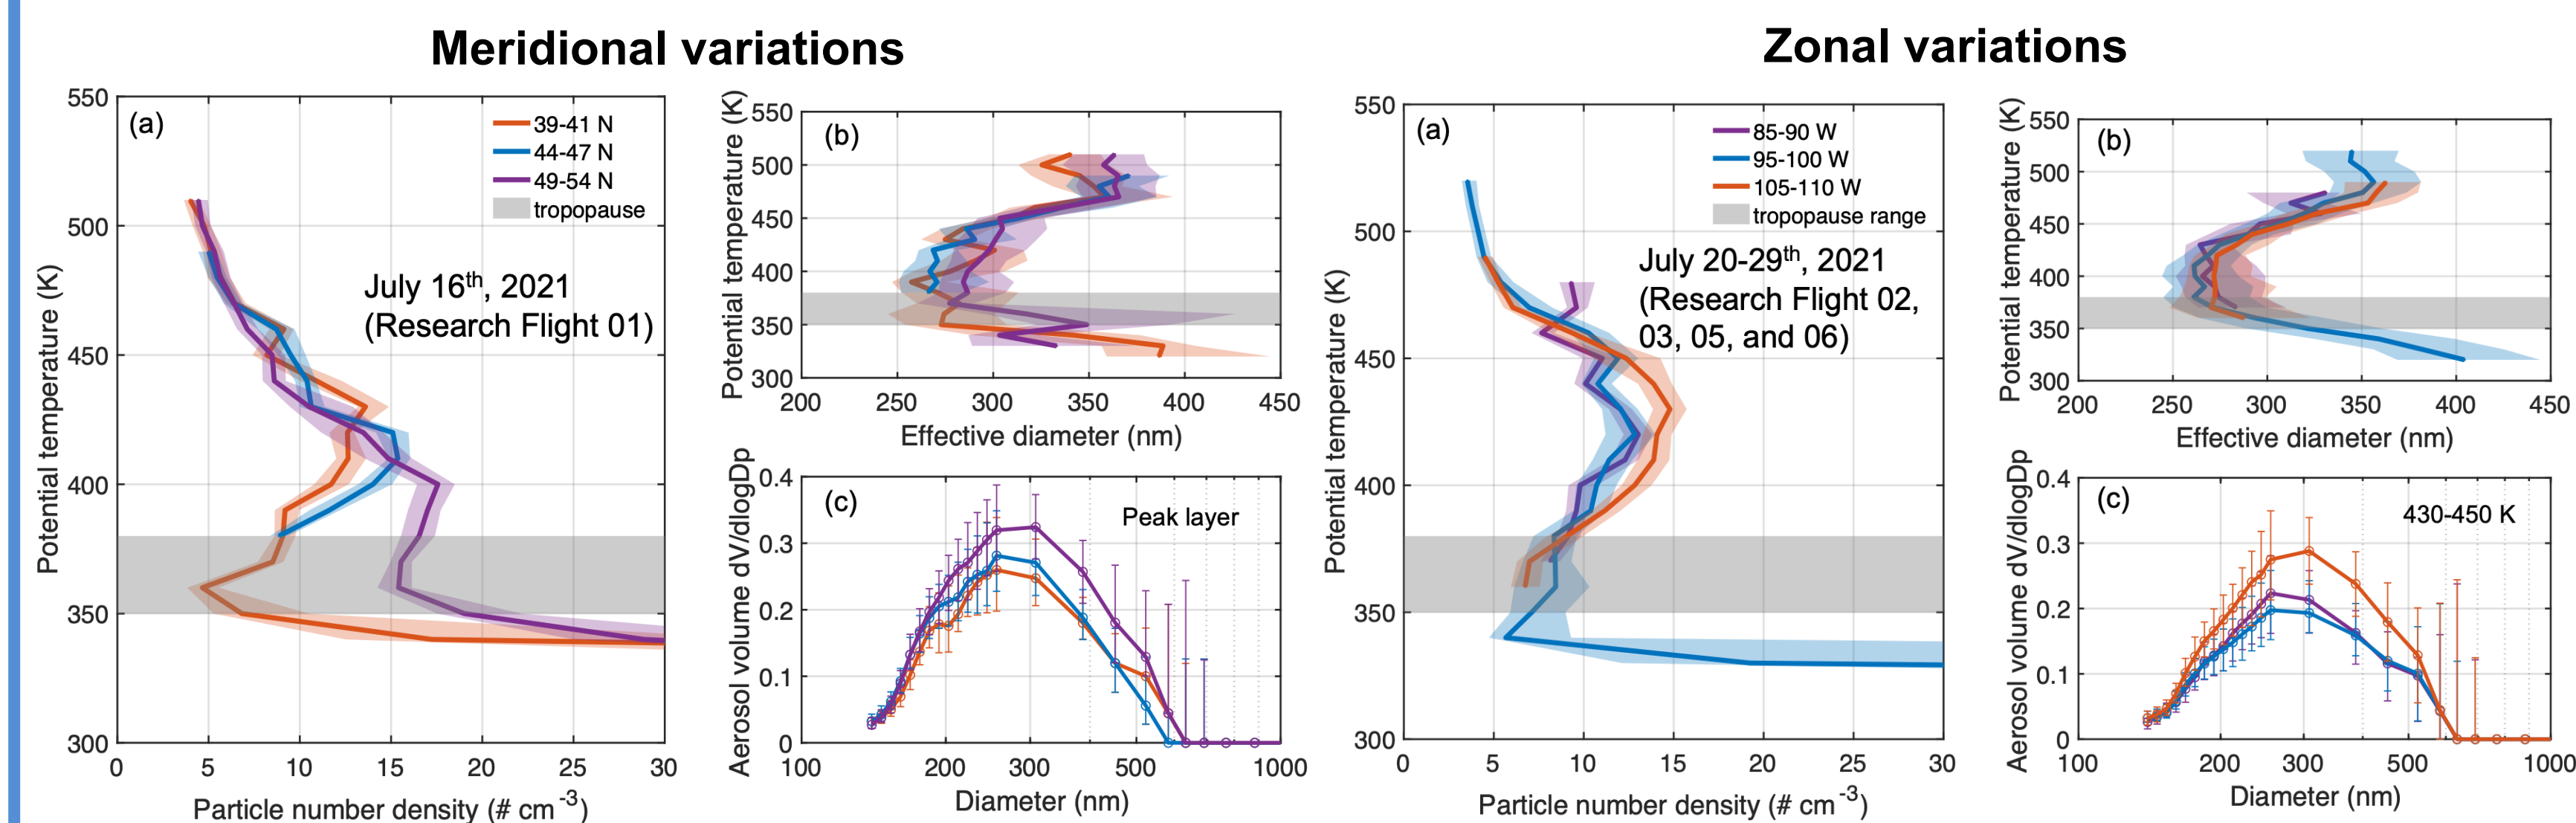 Meridional variations
550
500
450
400
350
300
0
5
10
15
20
25
30
Potential temperature (K)
Particle number density (# cm⁻³)
(a)
39-41 N
44-47 N
49-54 N
tropopause
July 16th, 2021
(Research Flight 01)
550
500
450
400
350
300
200
250
300
350
400
450
Potential temperature (K)
Effective diameter (nm)
(b)
0.4
0.3
0.2
0.1
0
100
200
300
500
1000
Aerosol volume dV/dlogDp
Diameter (nm)
(c)
Peak layer
Zonal variations
550
500
450
400
350
300
0
5
10
15
20
25
30
Potential temperature (K)
Particle number density (# cm⁻³)
(a)
85-90 W
95-100 W
105-110 W
tropopause range
July 20-29th, 2021
(Research Flight 02,
03, 05, and 06)
550
500
450
400
350
300
200
250
300
350
400
450
Potential temperature (K)
Effective diameter (nm)
(b)
0.4
0.3
0.2
0.1
0
100
200
300
500
1000
Aerosol volume dV/dlogDp
Diameter (nm)
(c)
430-450 K